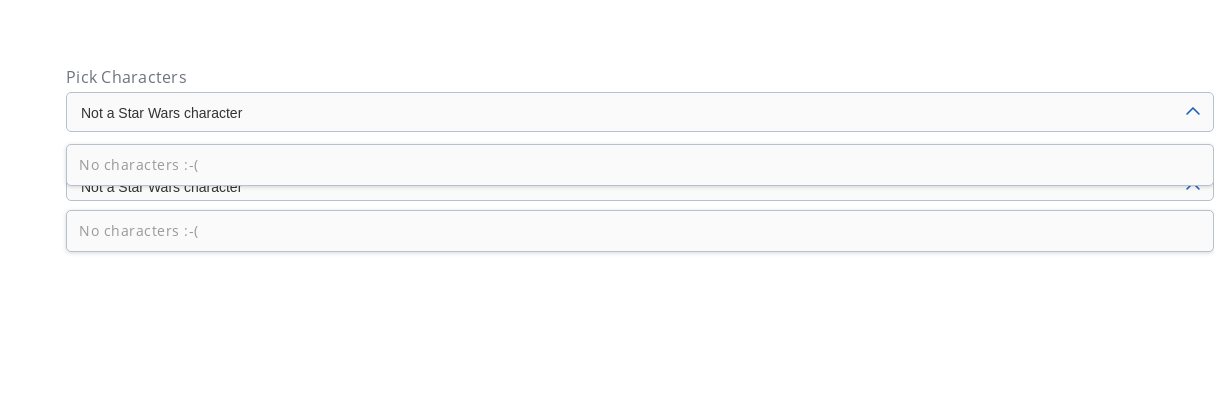 Pick Characters
Not a Star Wars character
No characters :-(
Not a Star Wars character
No characters :-(